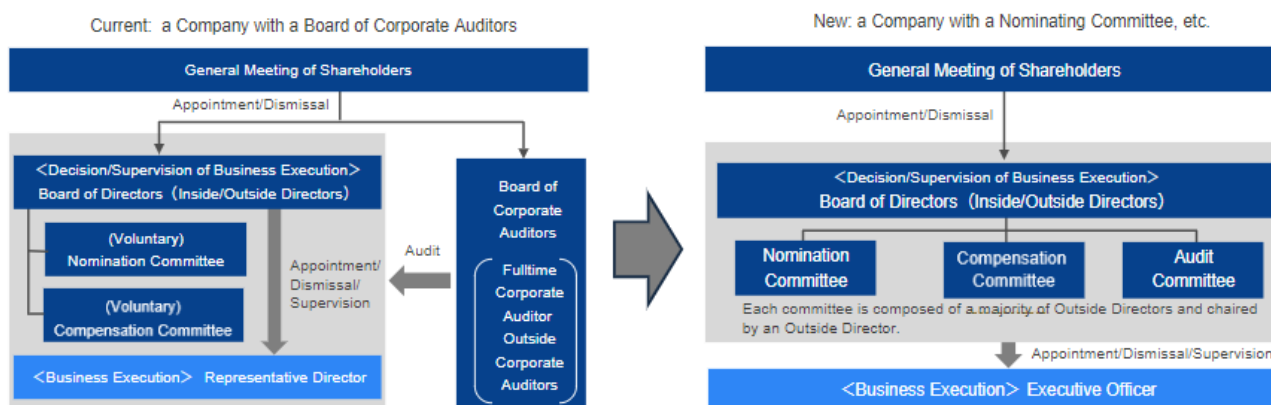 Current: a Company with a Board of Corporate Auditors
General Meeting of Shareholders
Appointment/Dismissal
＜Decision/Supervision of Business Execution＞
Board of Directors（Inside/Outside Directors）
(Voluntary)
Nomination Committee
(Voluntary)
Compensation Committee
Appointment/
Dismissal/
Supervision
＜Business Execution＞ Representative Director
Audit
Board of
Corporate
Auditors
Fulltime
Corporate
Auditor
Outside
Corporate
Auditors
New: a Company with a Nominating Committee, etc.
General Meeting of Shareholders
Appointment/Dismissal
＜Decision/Supervision of Business Execution＞
Board of Directors（Inside/Outside Directors）
Nomination
Committee
Compensation
Committee
Audit
Committee
Each committee is composed of a majority of Outside Directors and chaired
by an Outside Director.
Appointment/Dismissal/Supervision
＜Business Execution＞ Executive Officer